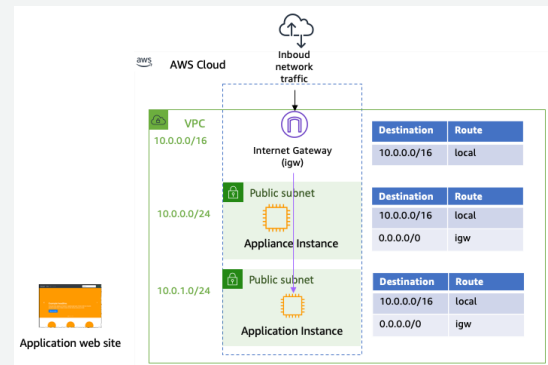 Inboud
network
traffic
aws
AWS Cloud
VPC
10.0.0.0/16
Internet Gateway
(igw)
Destination Route
10.0.0.0/16 local
Public subnet
10.0.0.0/24
Appliance Instance
Destination Route
10.0.0.0/16 local
0.0.0.0/0 igw
Public subnet
10.0.1.0/24
Application Instance
Destination Route
10.0.0.0/16 local
0.0.0.0/0 igw
Application web site